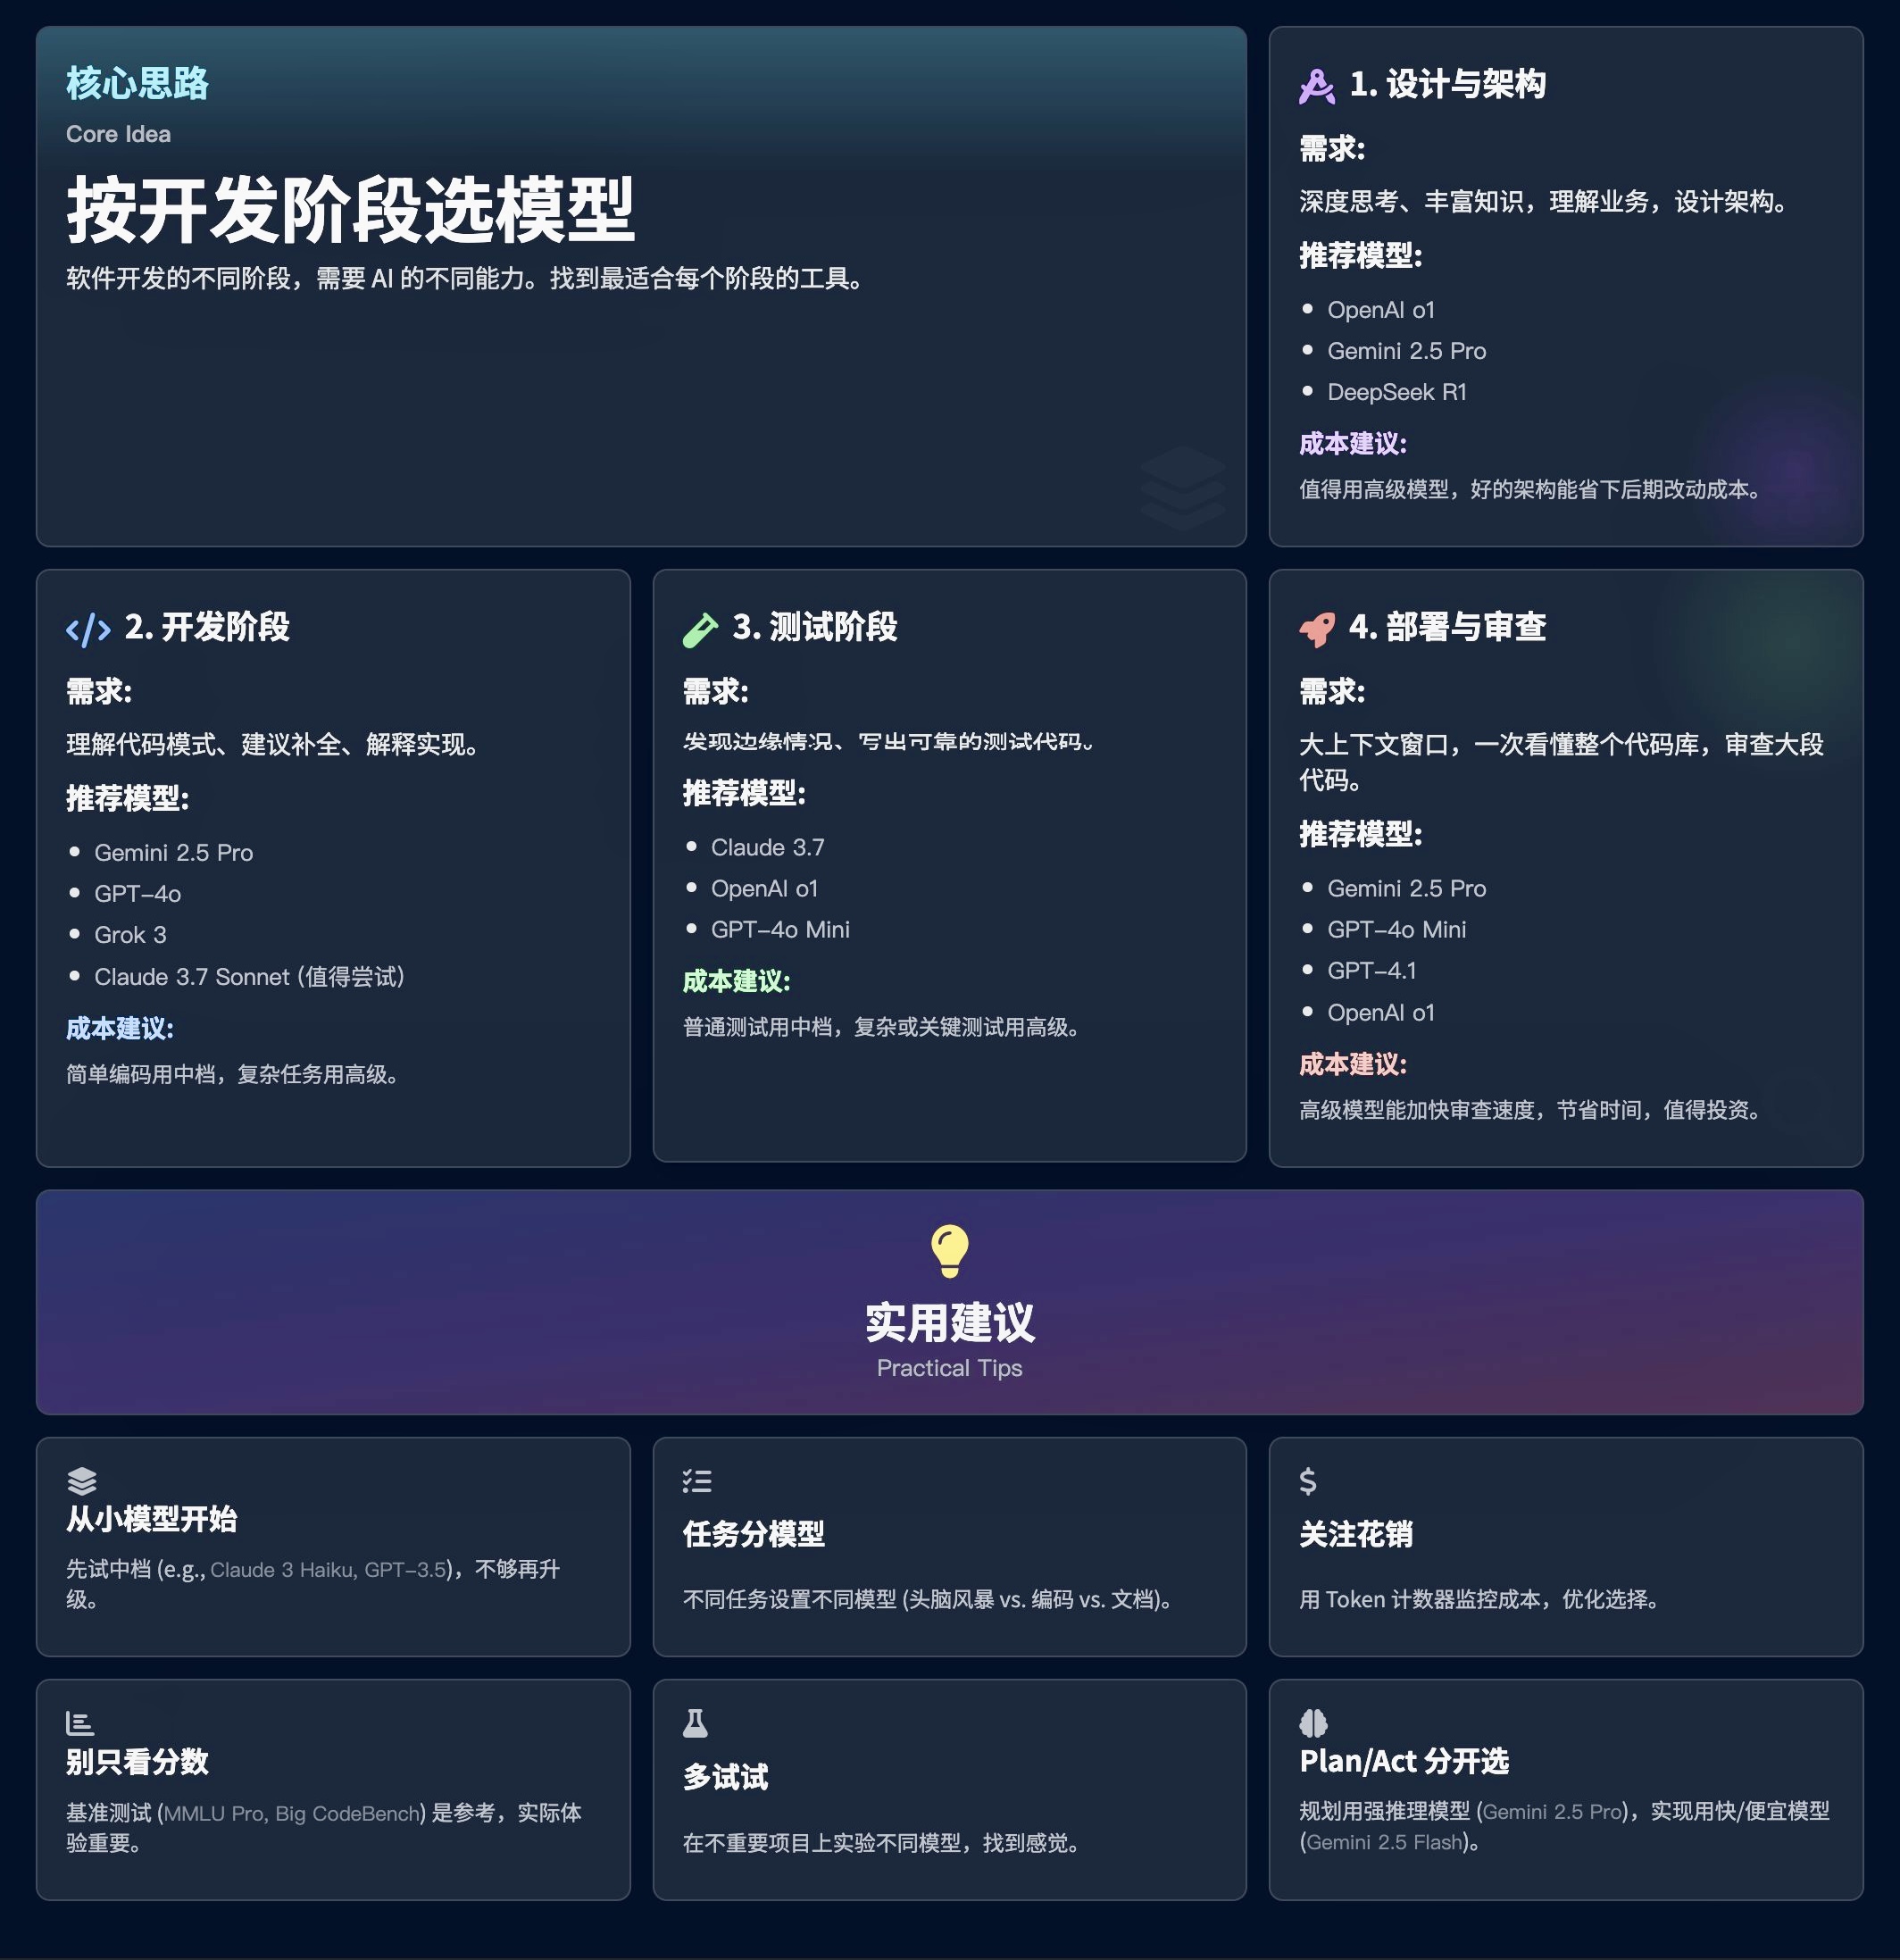 核心思路
Core Idea
按开发阶段选模型
软件开发的不同阶段，需要 AI 的不同能力。找到最适合每个阶段的工具。
1. 设计与架构
需求:
深度思考、丰富知识，理解业务，设计架构。
推荐模型:
OpenAI o1
Gemini 2.5 Pro
DeepSeek R1
成本建议:
值得用高级模型，好的架构能省下后期改动成本。
2. 开发阶段
需求:
理解代码模式、建议补全、解释实现。
推荐模型:
Gemini 2.5 Pro
GPT-4o
Grok 3
Claude 3.7 Sonnet (值得尝试)
成本建议:
简单编码用中档，复杂任务用高级。
3. 测试阶段
需求:
发现边缘情况、写出可靠的测试代码。
推荐模型:
Claude 3.7
OpenAI o1
GPT-4o Mini
成本建议:
普通测试用中档，复杂或关键测试用高级。
4. 部署与审查
需求:
大上下文窗口，一次看懂整个代码库，审查大段
代码。
推荐模型:
Gemini 2.5 Pro
GPT-4o Mini
GPT-4.1
OpenAI o1
成本建议:
高级模型能加快审查速度，节省时间，值得投资。
实用建议
Practical Tips
从小模型开始
先试中档 (e.g., Claude 3 Haiku, GPT-3.5)，不够再升
级。
任务分模型
不同任务设置不同模型 (头脑风暴 vs. 编码 vs. 文档)。
$
关注花销
用 Token 计数器监控成本，优化选择。
别只看分数
基准测试 (MMLU Pro, Big CodeBench) 是参考，实际体
验重要。
多试试
在不重要项目上实验不同模型，找到感觉。
Plan/Act 分开选
规划用强推理模型 (Gemini 2.5 Pro)，实现用快/便宜模型
(Gemini 2.5 Flash)。